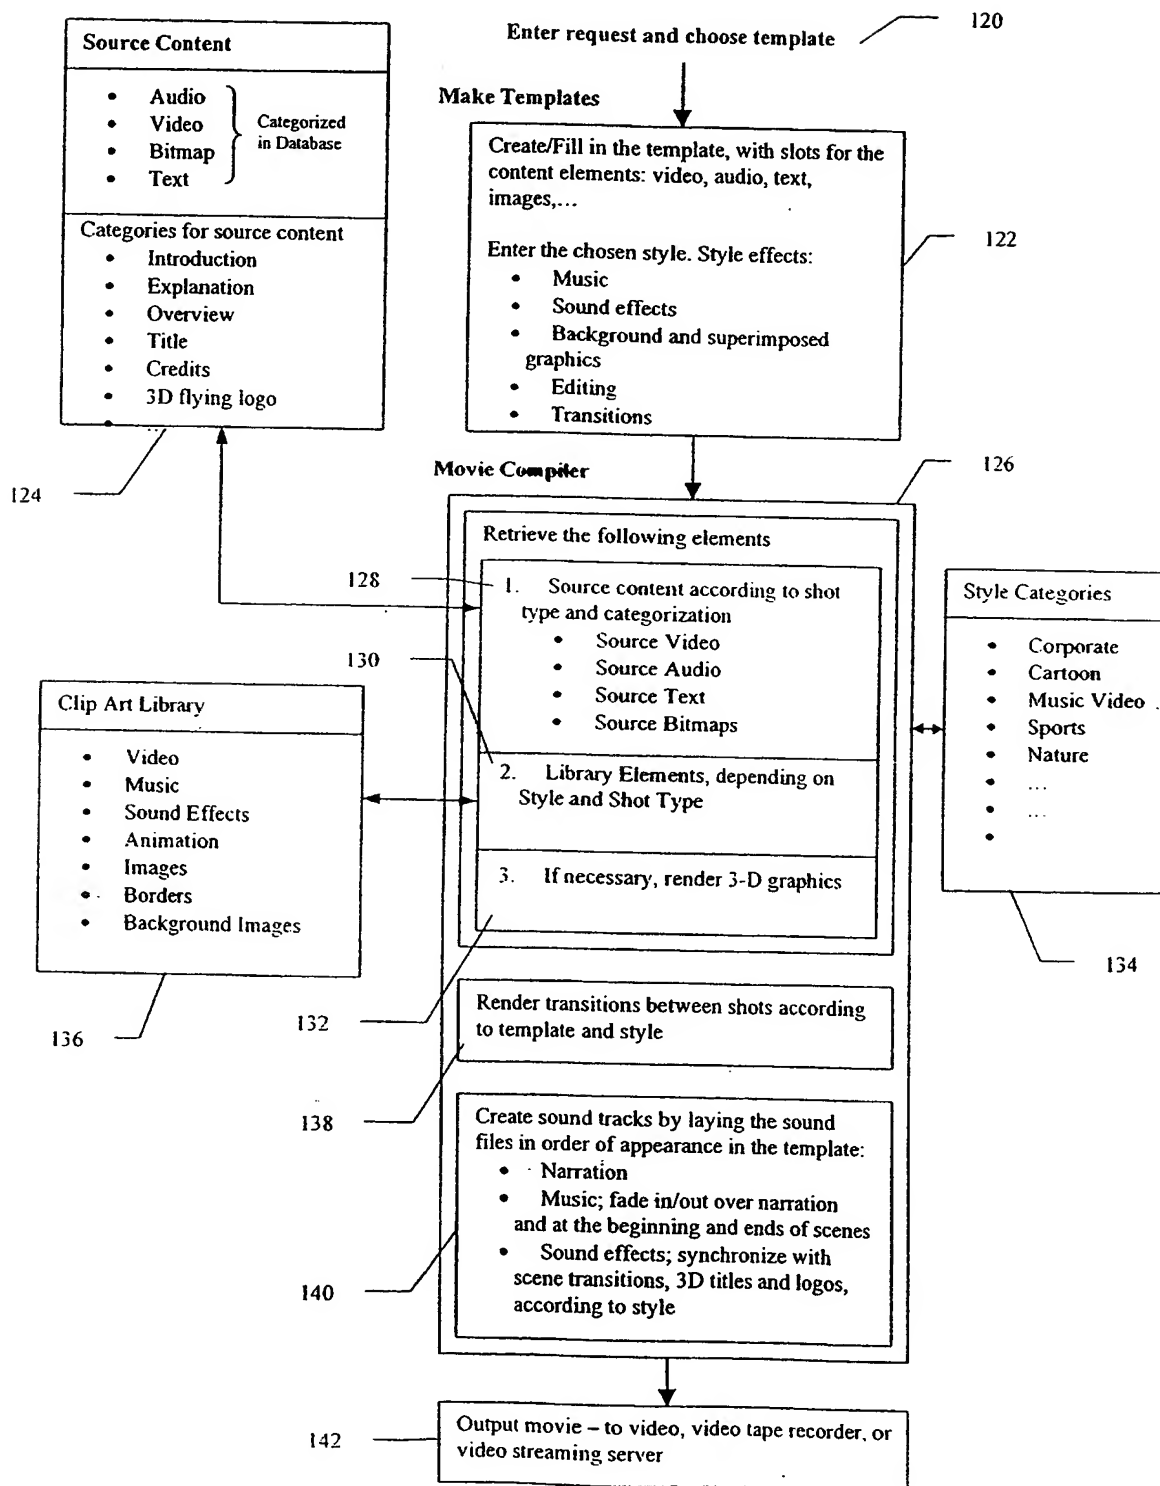 120
Enter request and choose template
Source Content
• Audio
• Video
• Bitmap
• Text
Categorized
in Database
Categories for source content
• Introduction
• Explanation
• Overview
• Title
• Credits
• 3D flying logo
• ...
124
Make Templates
Create/Fill in the template, with slots for the
content elements: video, audio, text,
images,...
Enter the chosen style. Style effects:
• Music
• Sound effects
• Background and superimposed
graphics
• Editing
• Transitions
122
Movie Compiler
126
Retrieve the following elements
128
1. Source content according to shot
type and categorization
• Source Video
• Source Audio
• Source Text
• Source Bitmaps
130
2. Library Elements, depending on
Style and Shot Type
3. If necessary, render 3-D graphics
132
Style Categories
• Corporate
• Cartoon
• Music Video
• Sports
• Nature
• ...
• ...
•
134
Clip Art Library
• Video
• Music
• Sound Effects
• Animation
• Images
• Borders
• Background Images
136
Render transitions between shots according
to template and style
138
Create sound tracks by laying the sound
files in order of appearance in the template:
• Narration
• Music; fade in/out over narration
and at the beginning and ends of scenes
• Sound effects; synchronize with
scene transitions, 3D titles and logos,
according to style
140
Output movie – to video, video tape recorder, or
video streaming server
142